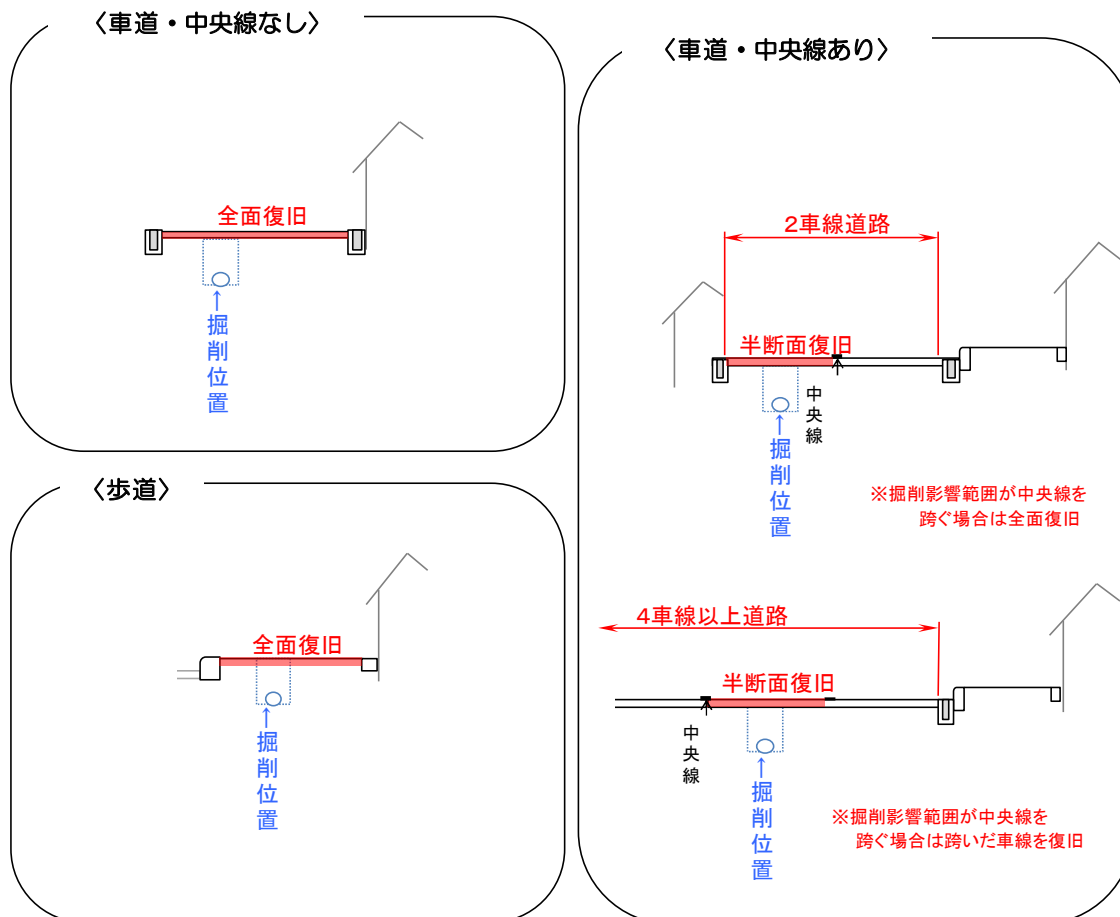 〈車道・中央線なし〉
全面復旧
↑掘削位置
〈歩道〉
全面復旧
↑掘削位置
〈車道・中央線あり〉
2車線道路
半断面復旧
中央線
↑掘削位置
※掘削影響範囲が中央線を
跨ぐ場合は全面復旧
4車線以上道路
半断面復旧
中央線
↑掘削位置
※掘削影響範囲が中央線を
跨ぐ場合は跨いだ車線を復旧